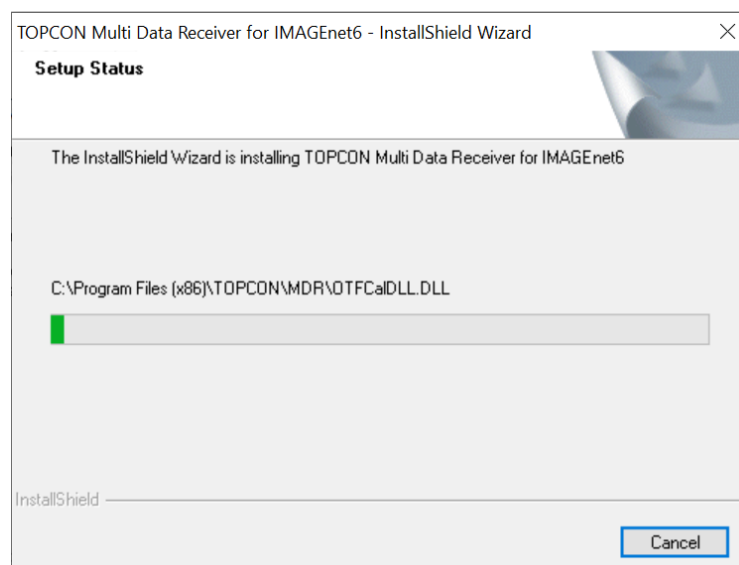 TOPCON Multi Data Receiver for IMAGEnet6 - InstallShield Wizard
Setup Status
The InstallShield Wizard is installing TOPCON Multi Data Receiver for IMAGEnet6
C:\Program Files (x86)\TOPCON\MDR\OTFCalDLL.DLL
InstallShield
Cancel